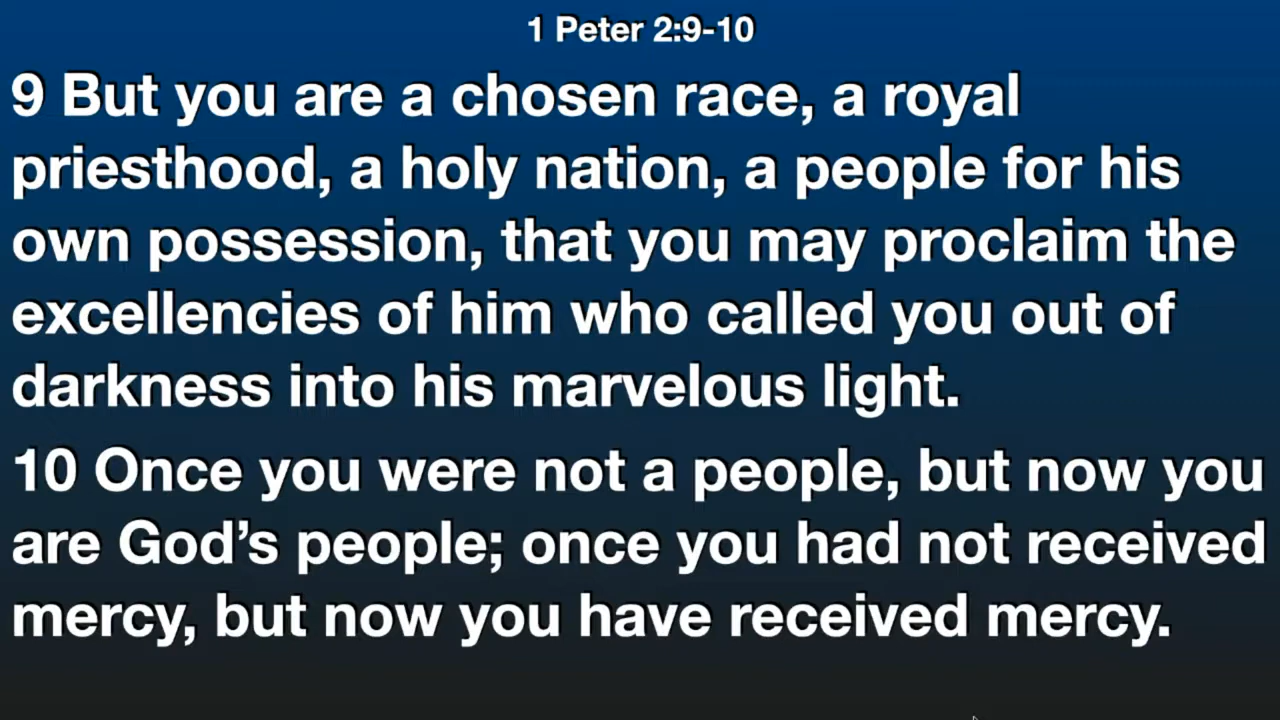 1 Peter 2:9-10
9 But you are a chosen race, a royal
priesthood, a holy nation, a people for his
own possession, that you may proclaim the
excellencies of him who called you out of
darkness into his marvelous light.
10 Once you were not a people, but now you
are God’s people; once you had not received
mercy, but now you have received mercy.